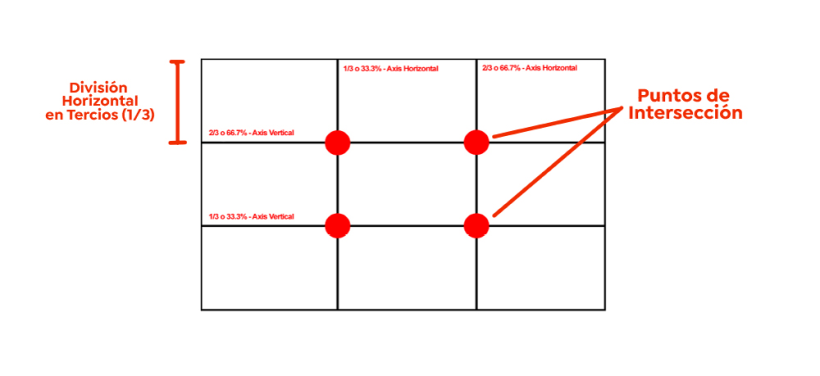 1/3 o 33.3% - Axis Horizontal
2/3 o 66.7% - Axis Horizontal
División
Horizontal
en Tercios (1/3)
Puntos de
Intersección
2/3 o 66.7% - Axis Vertical
1/3 o 33.3% - Axis Vertical